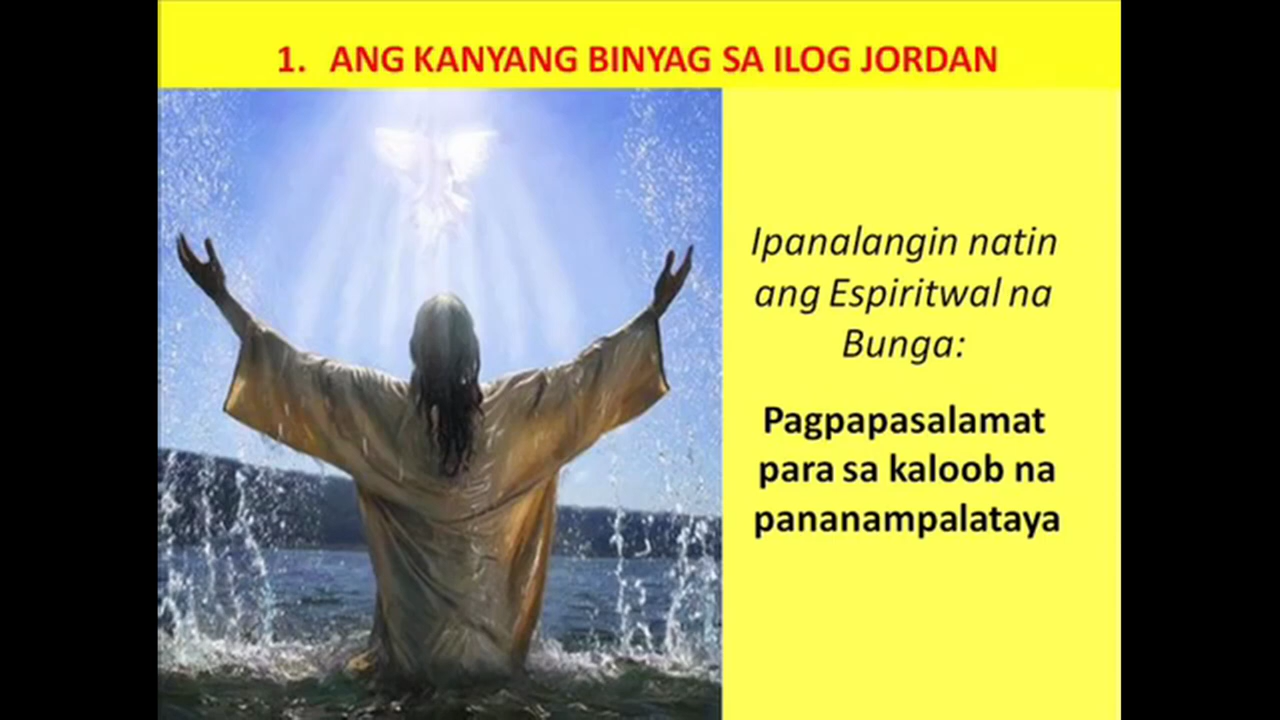 1. ANG KANYANG BINYAG SA ILOG JORDAN
Ipanalangin natin
ang Espiritwal na
Bunga:
Pagpapasalamat
para sa kaloob na
pananampalataya